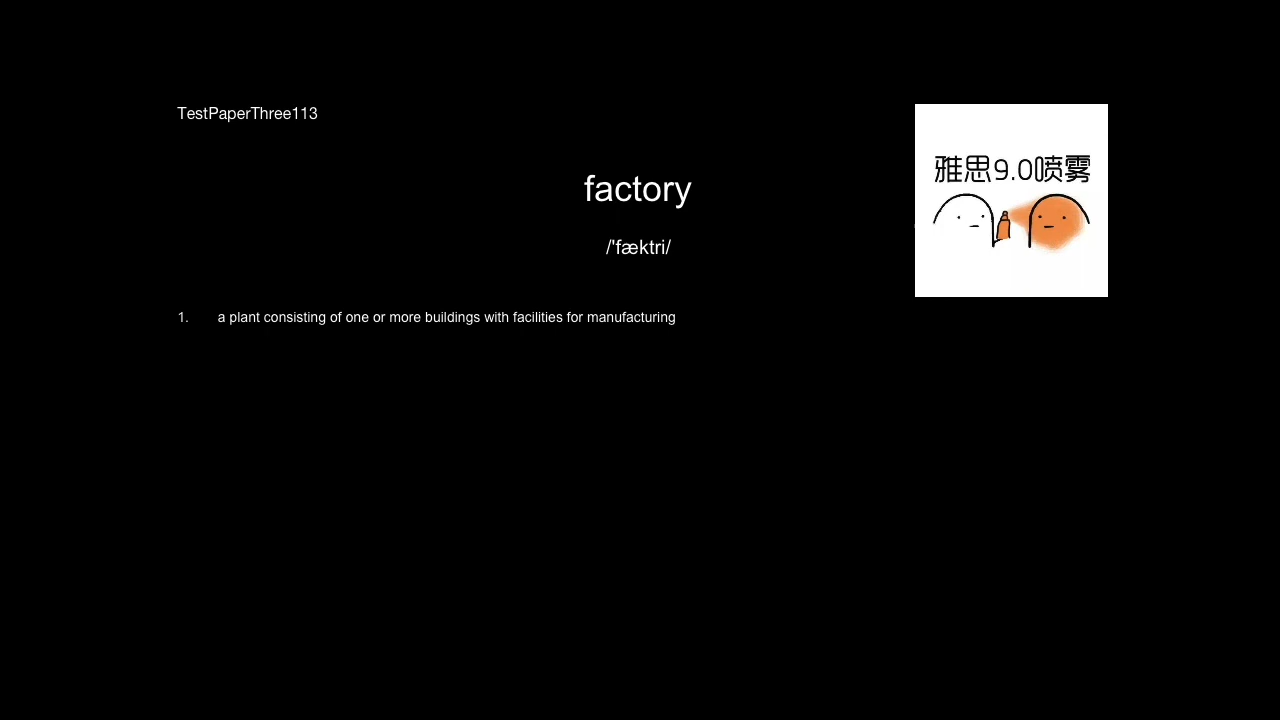 TestPaperThree113
雅思9.0喷雾
factory
/'fæktri/
1. a plant consisting of one or more buildings with facilities for manufacturing